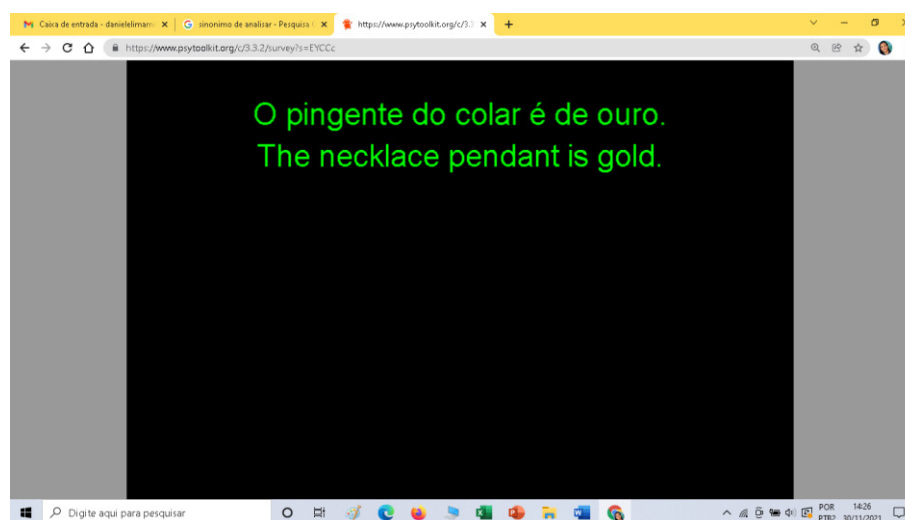 Caixa de entrada - danielelimarr
sinonimo de analisar - Pesquisa
https://www.psytoolkit.org/c/3.
https://www.psytoolkit.org/c/3.3.2/survey?s=EYCCc
O pingente do colar é de ouro.
The necklace pendant is gold.
Digite aqui para pesquisar
POR 14:26
PTB2 30/11/2021